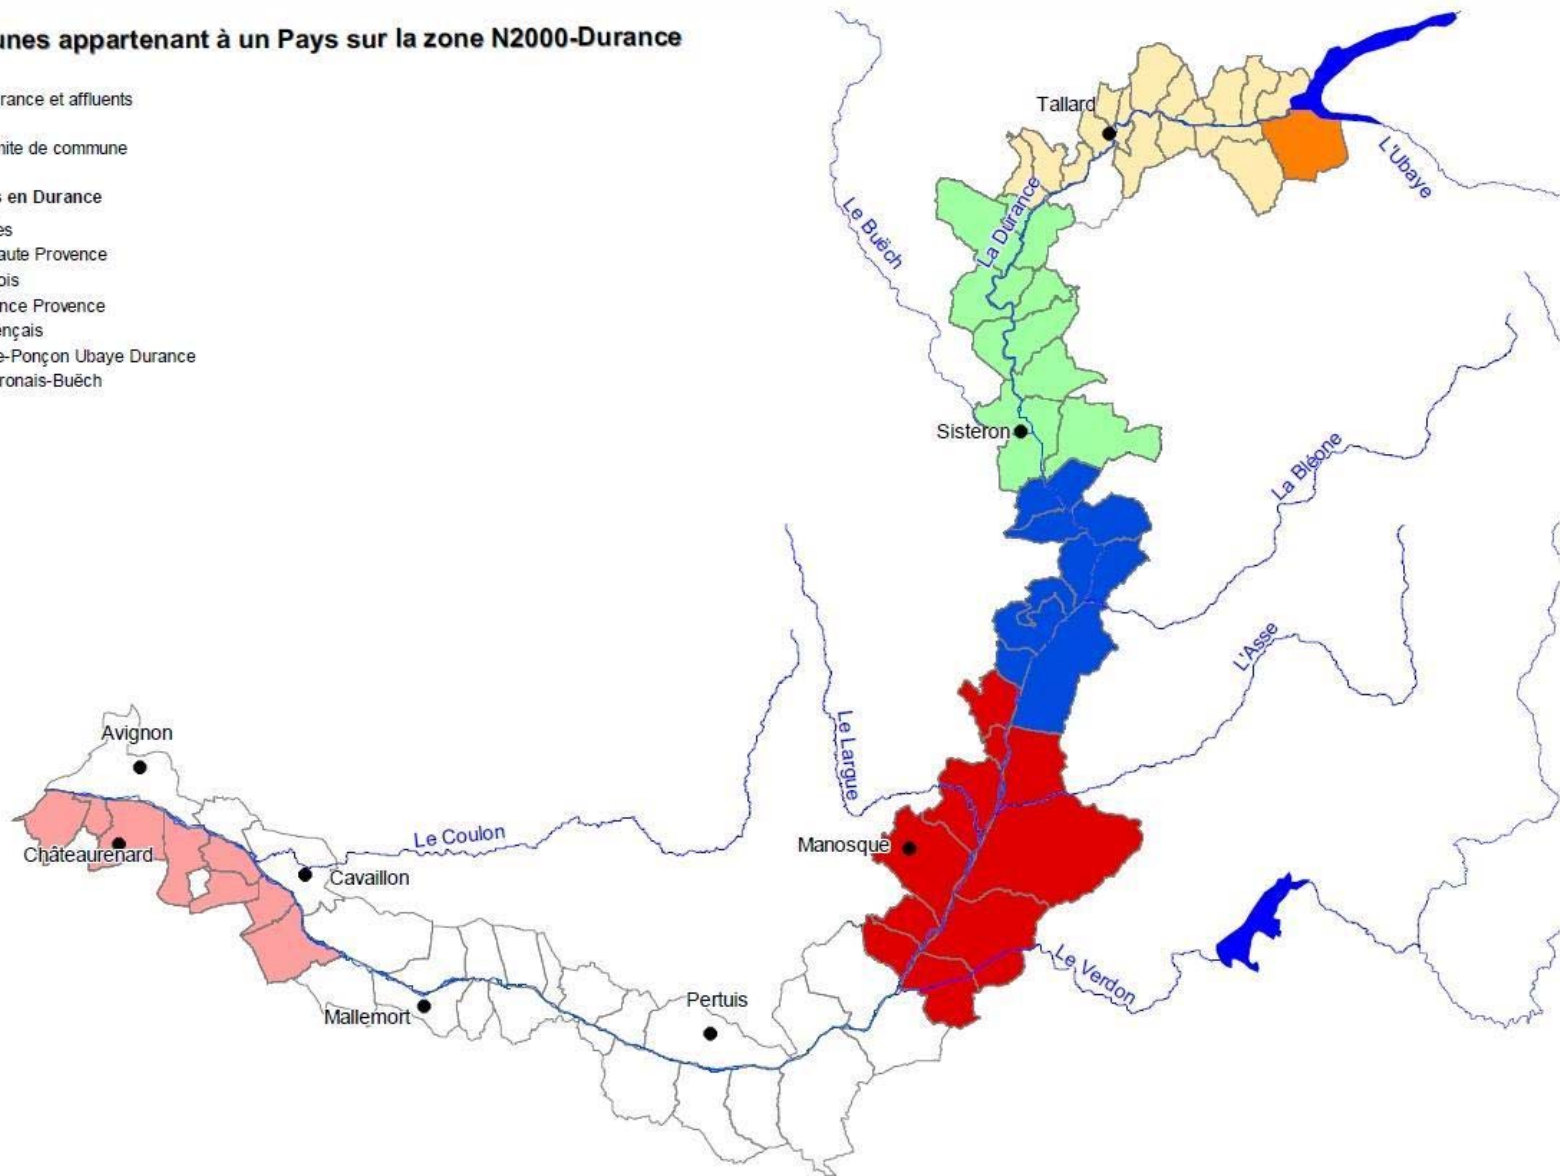 unes appartenant à un Pays sur la zone N2000-Durance
rance et affluents
nite de commune
s en Durance
es
aute Provence
ois
nce Provence
ençais
e-Ponçon Ubaye Durance
ronais-Buëch
Tallard
L'Ubaye
Le Buëch
La Durance
Sisteron
La Bléone
L'Asse
Le Largue
Avignon
Le Coulon
Châteaurenard
Cavaillon
Manosque
Le Verdon
Mallemort
Pertuis